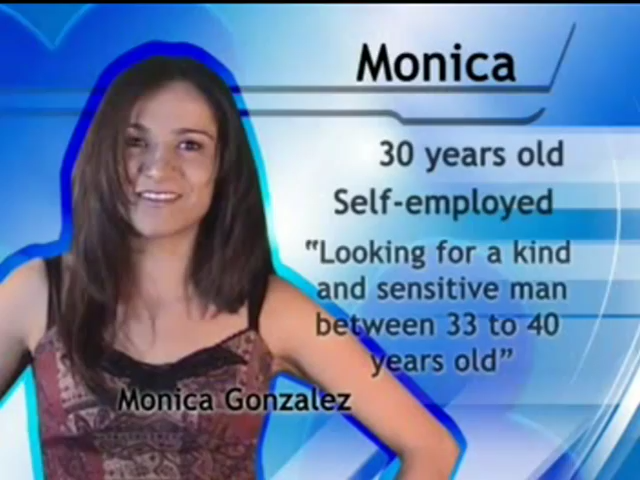 Monica
30 years old
Self-employed
“Looking for a kind
and sensitive man
between 33 to 40
years old”
Monica Gonzalez